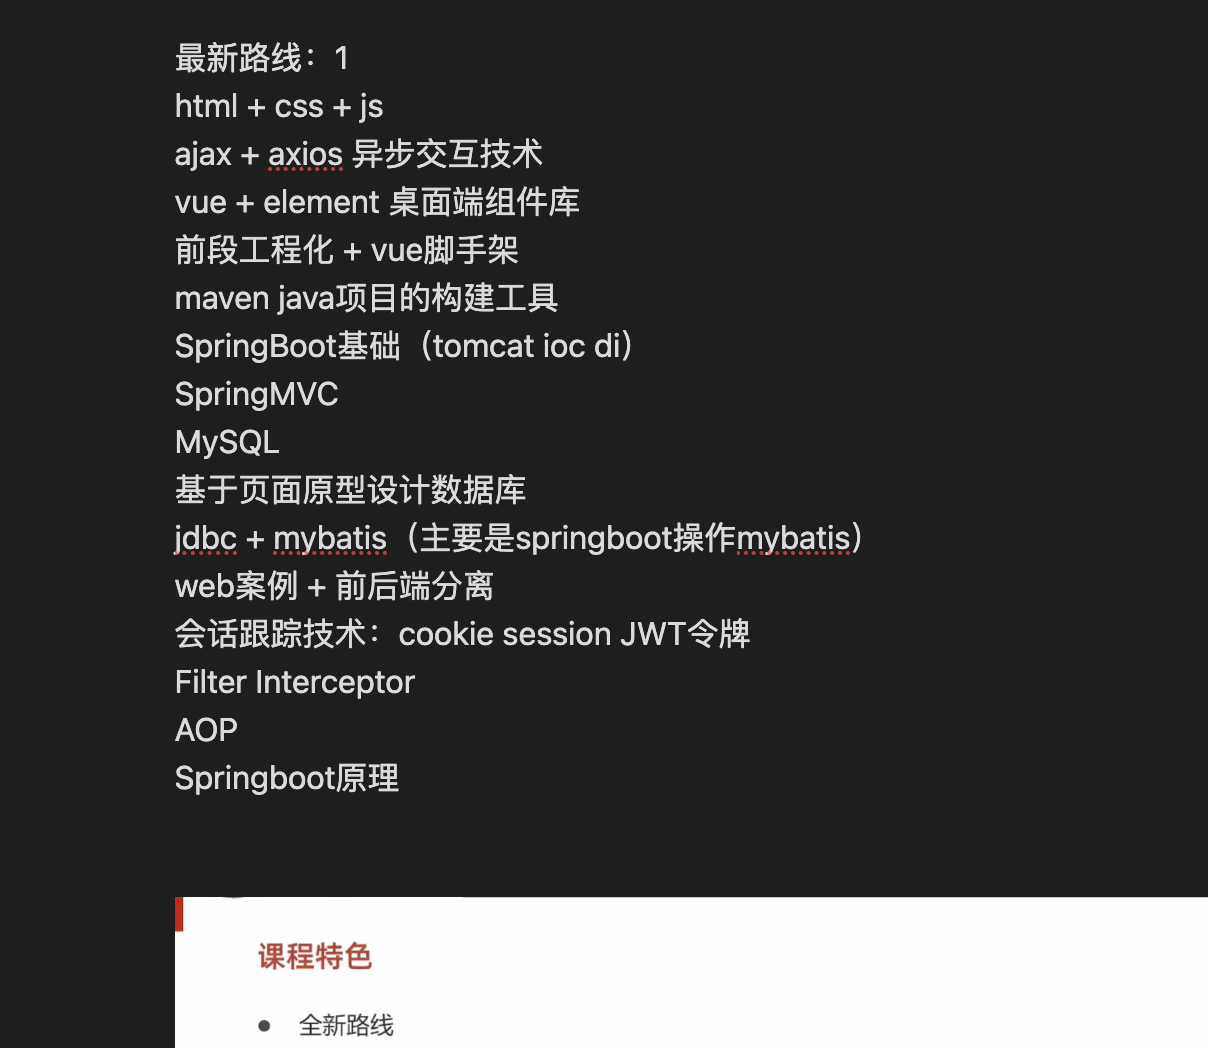 最新路线：1
html + css + js
ajax + axios 异步交互技术
vue + element 桌面端组件库
前段工程化 + vue脚手架
maven java项目的构建工具
SpringBoot基础（tomcat ioc di）
SpringMVC
MySQL
基于页面原型设计数据库
jdbc + mybatis（主要是springboot操作mybatis）
web案例 + 前后端分离
会话跟踪技术：cookie session JWT令牌
Filter Interceptor
AOP
Springboot原理
课程特色
● 全新路线